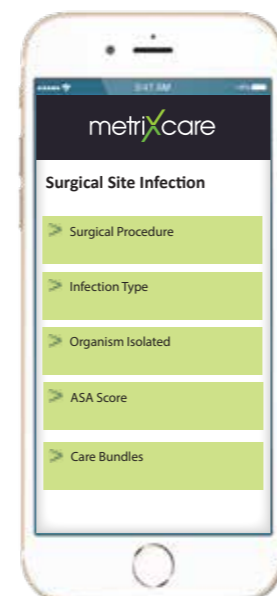 9:41 AM
metriXcare
Surgical Site Infection
Surgical Procedure
Infection Type
Organism Isolated
ASA Score
Care Bundles